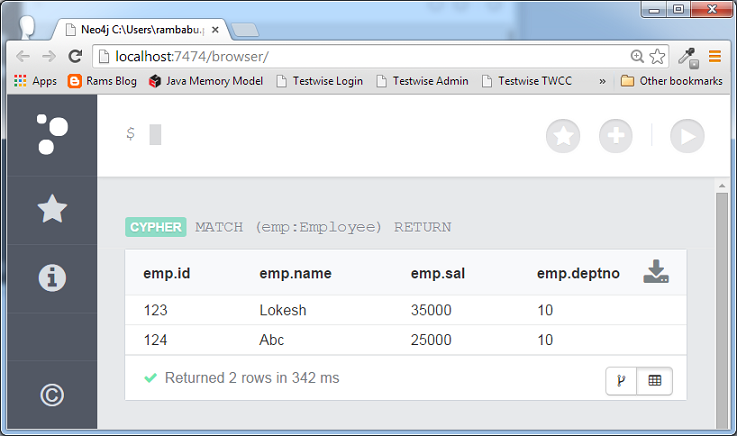 Neo4j C:\Users\rambabu.p
localhost:7474/browser/
Apps Rams Blog Java Memory Model Testwise Login Testwise Admin Testwise TWCC » Other bookmarks
$
CYPHER MATCH (emp:Employee) RETURN
emp.id emp.name emp.sal emp.deptno
123 Lokesh 35000 10
124 Abc 25000 10
Returned 2 rows in 342 ms
©